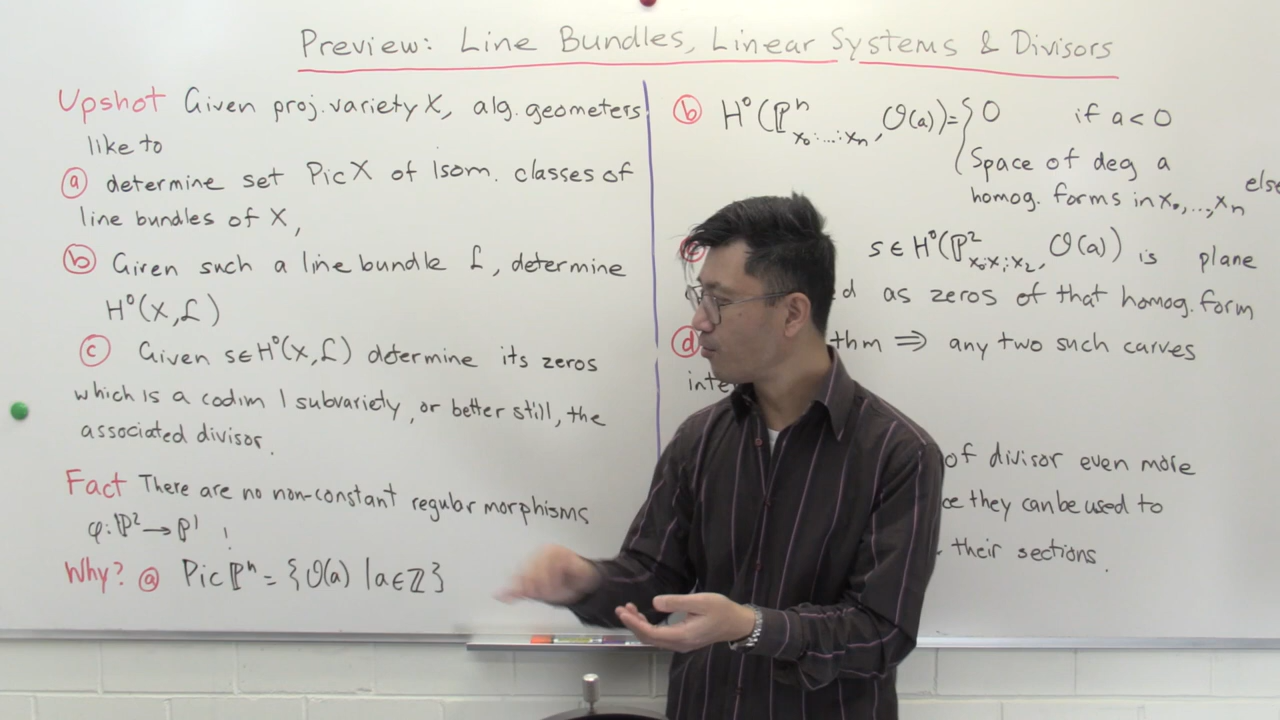 Preview: Line Bundles, Linear Systems & Divisors
Upshot Given proj. variety X, alg. geometers
like to
ⓐ determine set Pic X of Isom. classes of
line bundles of X,
ⓑ Given such a line bundle ℒ, determine
H⁰(X,ℒ)
ⓒ Given s∈H⁰(X,ℒ) determine its zeros
which is a codim 1 subvariety, or better still, the
associated divisor.
Fact There are no non-constant regular morphisms
φ: ℙ² → ℙ¹ !
Why? ⓐ Pic ℙⁿ = {𝒪(a) | a∈ℤ}
ⓑ H⁰(ℙⁿ_{x₀:...:xₙ}, 𝒪(a)) = { 0 if a < 0
Space of deg a
homog. forms in x₀,...,xₙ else
s ∈ H⁰(ℙ²_{x₀:x₁:x₂}, 𝒪(a)) is plane
d as zeros of that homog. form
ⓓ thm ⇒ any two such curves
inte
of divisor even more
ce they can be used to
their sections.